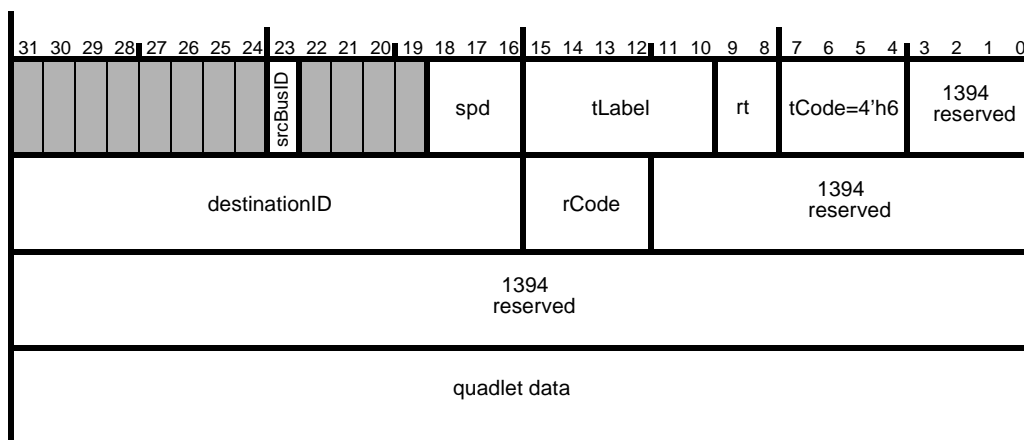 31 30 29 28 27 26 25 24 23 22 21 20 19 18 17 16 15 14 13 12 11 10 9 8 7 6 5 4 3 2 1 0
srcBusID
spd
tLabel
rt
tCode=4'h6
1394
reserved
destinationID
rCode
1394
reserved
1394
reserved
quadlet data